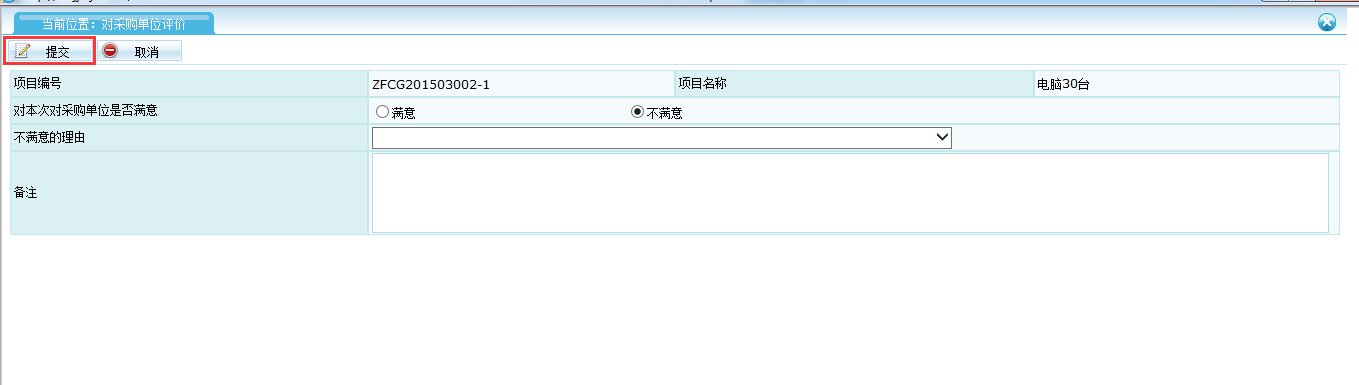 当前位置：对采购单位评价
提交 取消
项目编号 ZFCG201503002-1 项目名称 电脑30台
对本次对采购单位是否满意 满意 不满意
不满意的理由
备注